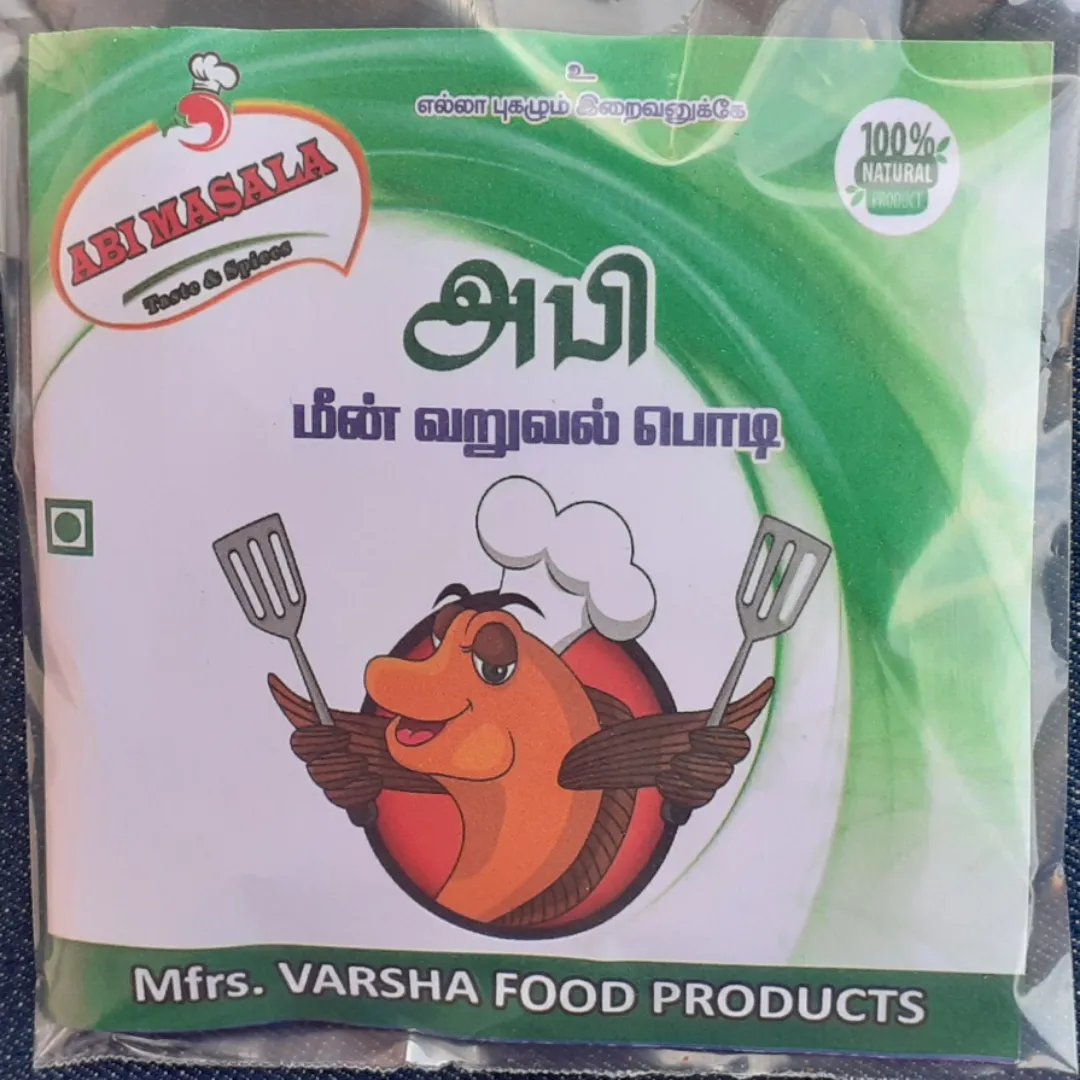 உ
எல்லா புகழும் இறைவனுக்கே
ABI MASALA
Taste & Spices
100%
NATURAL
PRODUCT
அபி
மீன் வறுவல் பொடி
Mfrs. VARSHA FOOD PRODUCTS